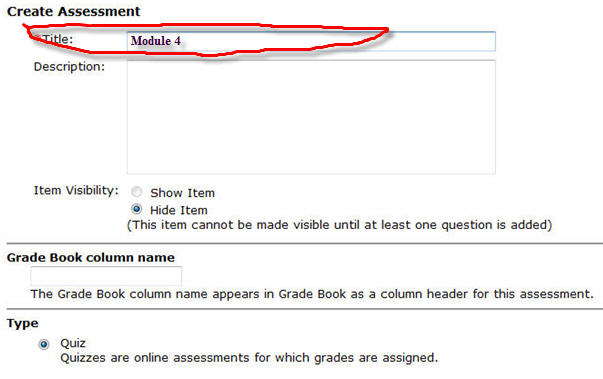 Create Assessment
Title: Module 4
Description:
Item Visibility: Show Item
Hide Item
(This item cannot be made visible until at least one question is added)
Grade Book column name
The Grade Book column name appears in Grade Book as a column header for this assessment.
Type
Quiz
Quizzes are online assessments for which grades are assigned.